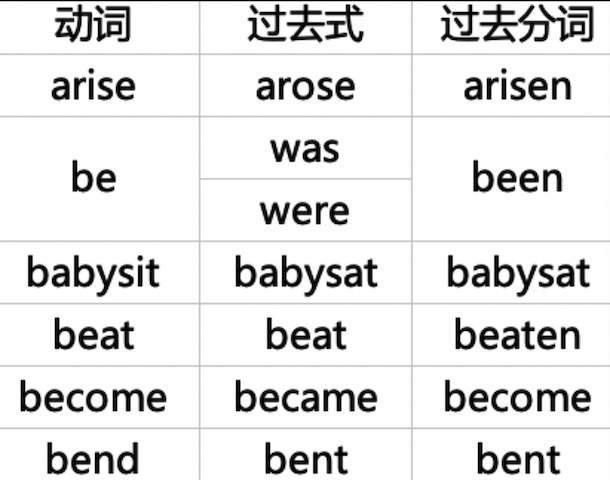 动词 过去式 过去分词
arise arose arisen
was
be been
were
babysit babysat babysat
beat beat beaten
become became become
bend bent bent